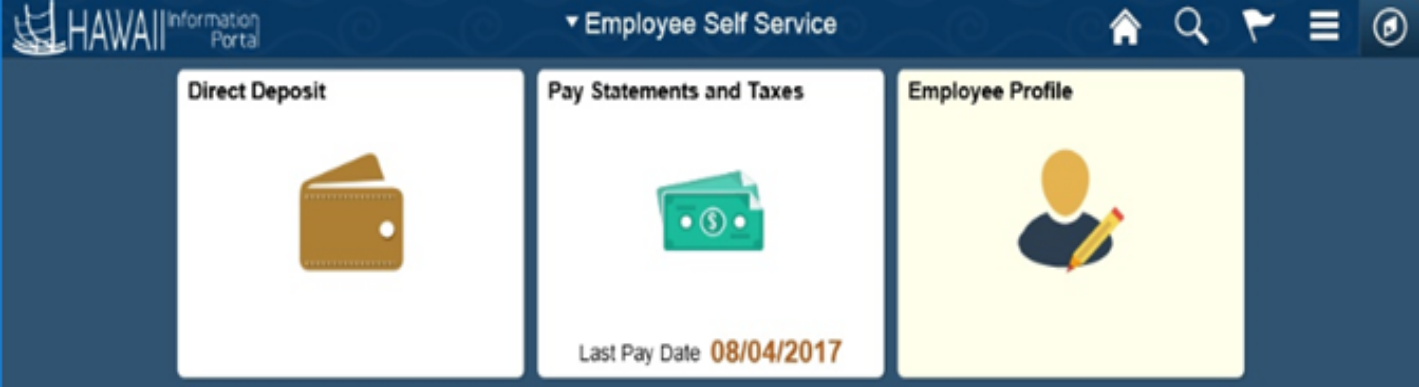 HAWAII Information
Portal
▼ Employee Self Service
Direct Deposit
Pay Statements and Taxes
$
Last Pay Date 08/04/2017
Employee Profile